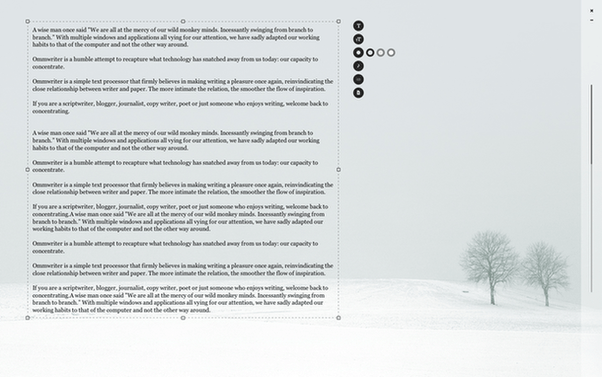 A wise man once said "We are all at the mercy of our wild monkey minds. Incessantly swinging from branch to
branch." With multiple windows and applications all vying for our attention, we have sadly adapted our working
habits to that of the computer and not the other way around.
Ommwriter is a humble attempt to recapture what technology has snatched away from us today: our capacity to
concentrate.
Ommwriter is a simple text processor that firmly believes in making writing a pleasure once again, reinvindicating the
close relationship between writer and paper. The more intimate the relation, the smoother the flow of inspiration.
If you are a scriptwriter, blogger, journalist, copy writer, poet or just someone who enjoys writing, welcome back to
concentrating.
A wise man once said "We are all at the mercy of our wild monkey minds. Incessantly swinging from branch to
branch." With multiple windows and applications all vying for our attention, we have sadly adapted our working
habits to that of the computer and not the other way around.
Ommwriter is a humble attempt to recapture what technology has snatched away from us today: our capacity to
concentrate.
Ommwriter is a simple text processor that firmly believes in making writing a pleasure once again, reinvindicating the
close relationship between writer and paper. The more intimate the relation, the smoother the flow of inspiration.
If you are a scriptwriter, blogger, journalist, copy writer, poet or just someone who enjoys writing, welcome back to
concentrating.A wise man once said "We are all at the mercy of our wild monkey minds. Incessantly swinging from
branch to branch." With multiple windows and applications all vying for our attention, we have sadly adapted our
working habits to that of the computer and not the other way around.
Ommwriter is a humble attempt to recapture what technology has snatched away from us today: our capacity to
concentrate.
Ommwriter is a simple text processor that firmly believes in making writing a pleasure once again, reinvindicating the
close relationship between writer and paper. The more intimate the relation, the smoother the flow of inspiration.
If you are a scriptwriter, blogger, journalist, copy writer, poet or just someone who enjoys writing, welcome back to
concentrating.A wise man once said "We are all at the mercy of our wild monkey minds. Incessantly swinging from
branch to branch." With multiple windows and applications all vying for our attention, we have sadly adapted our
working habits to that of the computer and not the other way around.
T
tT